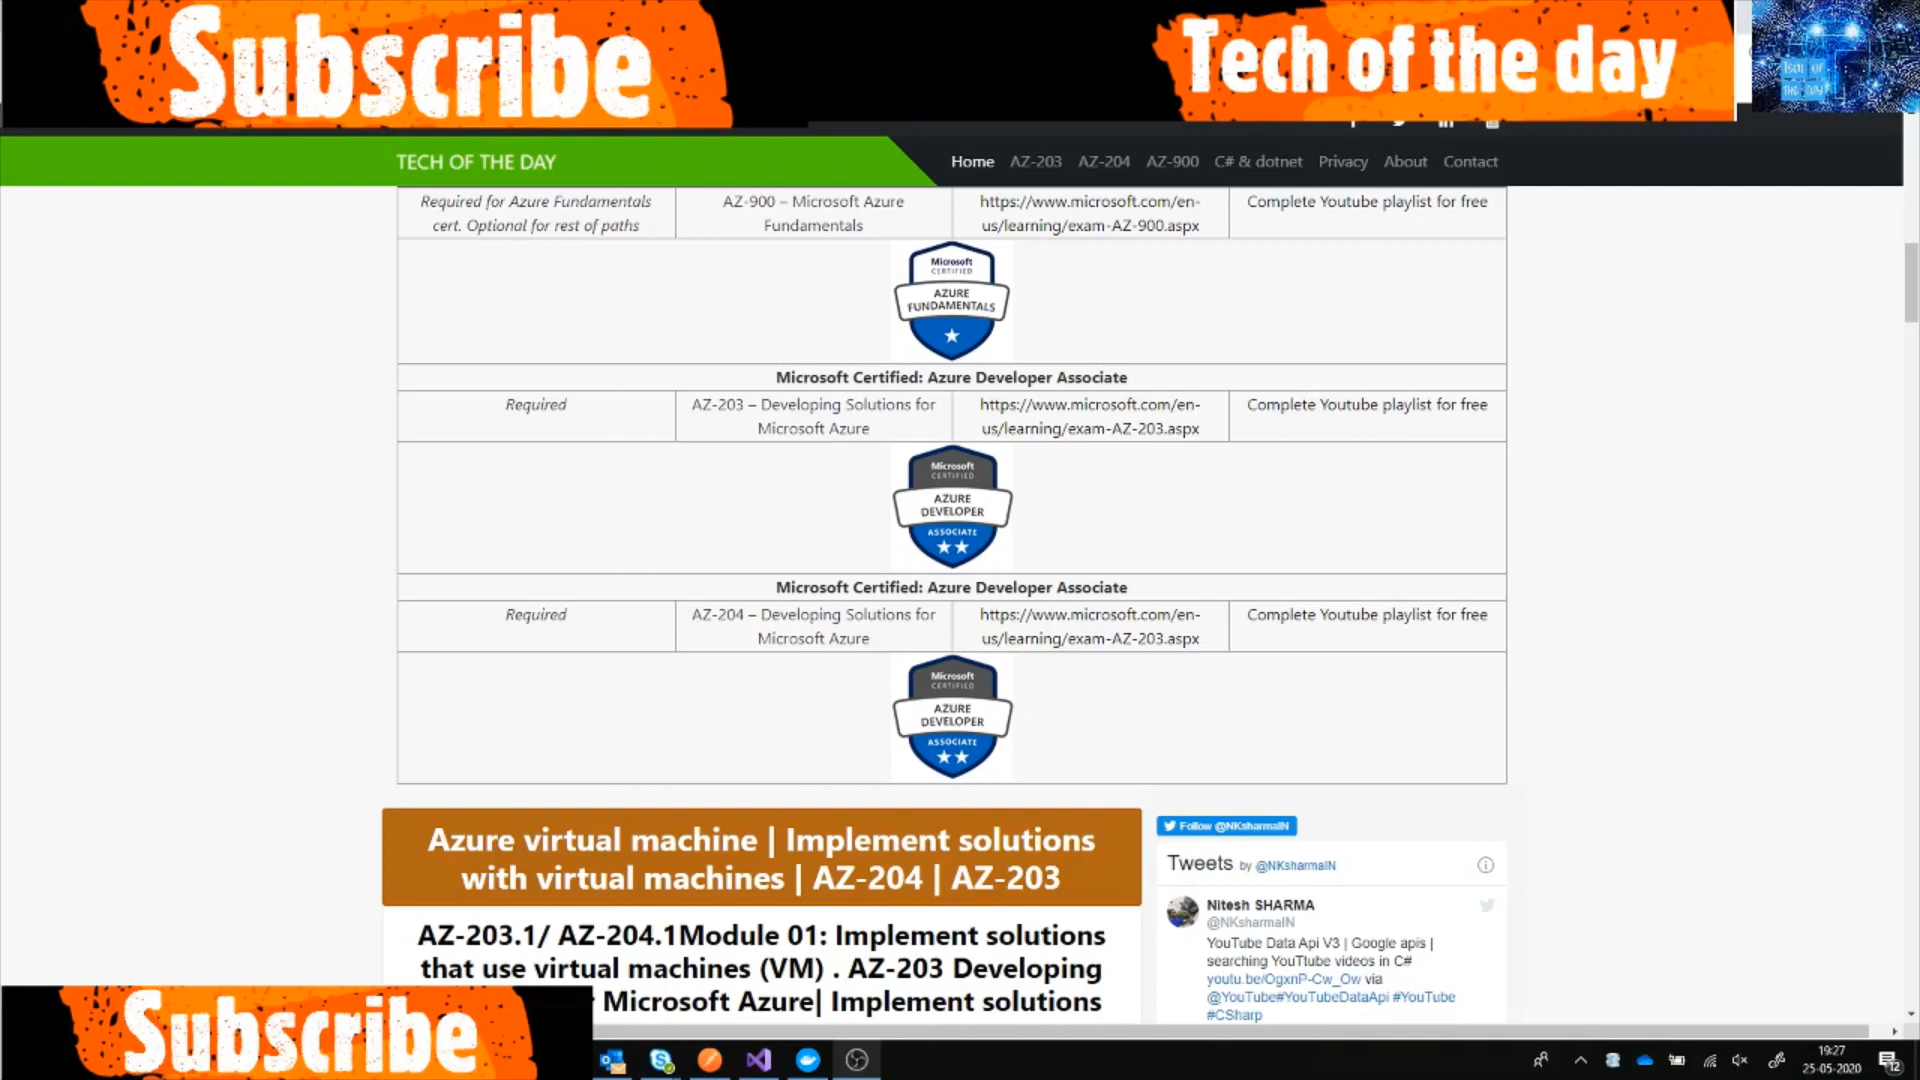 Subscribe
Tech of the day
TECH OF
THE DAY
TECH OF THE DAY
Home AZ-203 AZ-204 AZ-900 C# & dotnet Privacy About Contact
Required for Azure Fundamentals
cert. Optional for rest of paths
AZ-900 – Microsoft Azure
Fundamentals
https://www.microsoft.com/en-
us/learning/exam-AZ-900.aspx
Complete Youtube playlist for free
Microsoft
CERTIFIED
AZURE
FUNDAMENTALS
Microsoft Certified: Azure Developer Associate
Required
AZ-203 – Developing Solutions for
Microsoft Azure
https://www.microsoft.com/en-
us/learning/exam-AZ-203.aspx
Complete Youtube playlist for free
Microsoft
CERTIFIED
AZURE
DEVELOPER
ASSOCIATE
Microsoft Certified: Azure Developer Associate
Required
AZ-204 – Developing Solutions for
Microsoft Azure
https://www.microsoft.com/en-
us/learning/exam-AZ-203.aspx
Complete Youtube playlist for free
Microsoft
CERTIFIED
AZURE
DEVELOPER
ASSOCIATE
Azure virtual machine | Implement solutions
with virtual machines | AZ-204 | AZ-203
AZ-203.1/ AZ-204.1Module 01: Implement solutions
that use virtual machines (VM) . AZ-203 Developing
Microsoft Azure| Implement solutions
Follow @NKsharmaIN
Tweets by @NKsharmaIN
Nitesh SHARMA
@NKsharmaIN
YouTube Data Api V3 | Google apis |
searching YouTlube videos in C#
youtu.be/OgxnP-Cw_Ow via
@YouTube#YouTubeDataApi #YouTube
#CSharp
Subscribe
19:27
25-05-2020
12